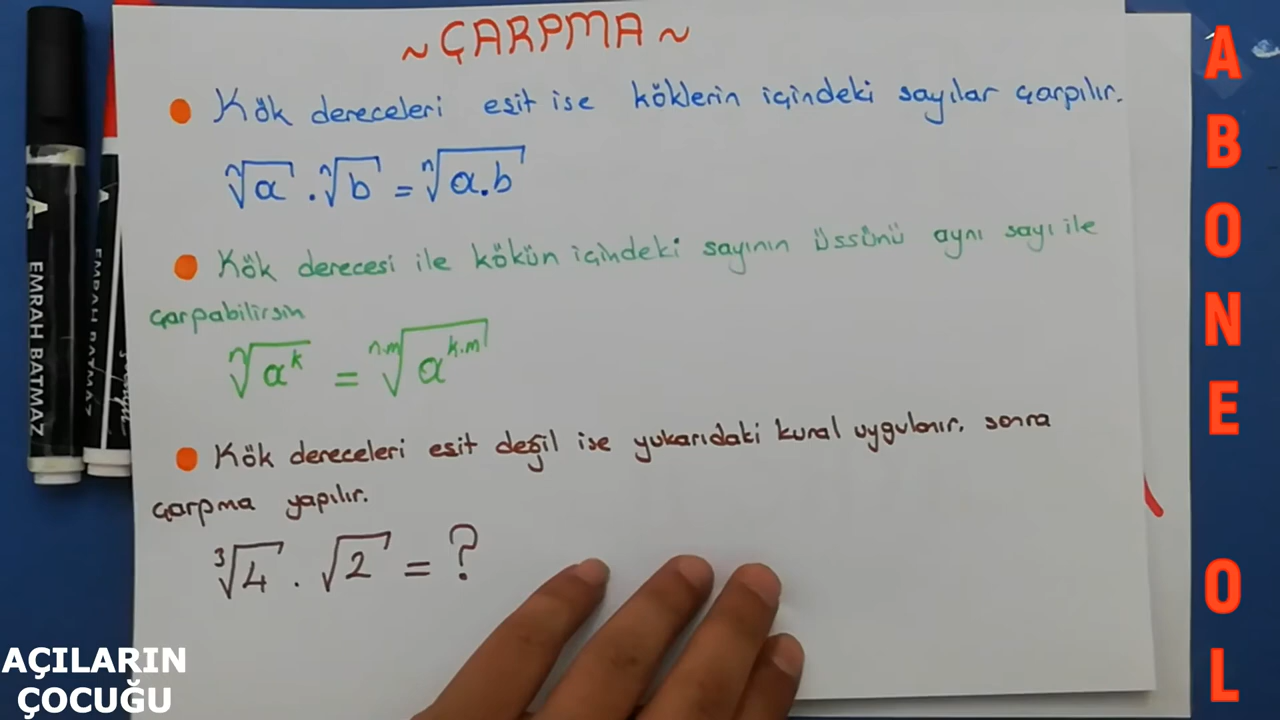 ~ÇARPMA~
Kök dereceleri eşit ise köklerin içindeki sayılar çarpılır.
ⁿ√a . ⁿ√b = ⁿ√a.b
Kök derecesi ile kökün içindeki sayının üssünü aynı sayı ile
çarpabilirsin
ⁿ√aᵏ = ⁿ·ᵐ√aᵏ·ᵐ
Kök dereceleri eşit değil ise yukarıdaki kural uygulanır. sonra
çarpma yapılır.
³√4 . √2 = ?
EMRAH BATMAZ
EMRAH BATMAZ
ABONE OL
AÇILARIN
ÇOCUĞU